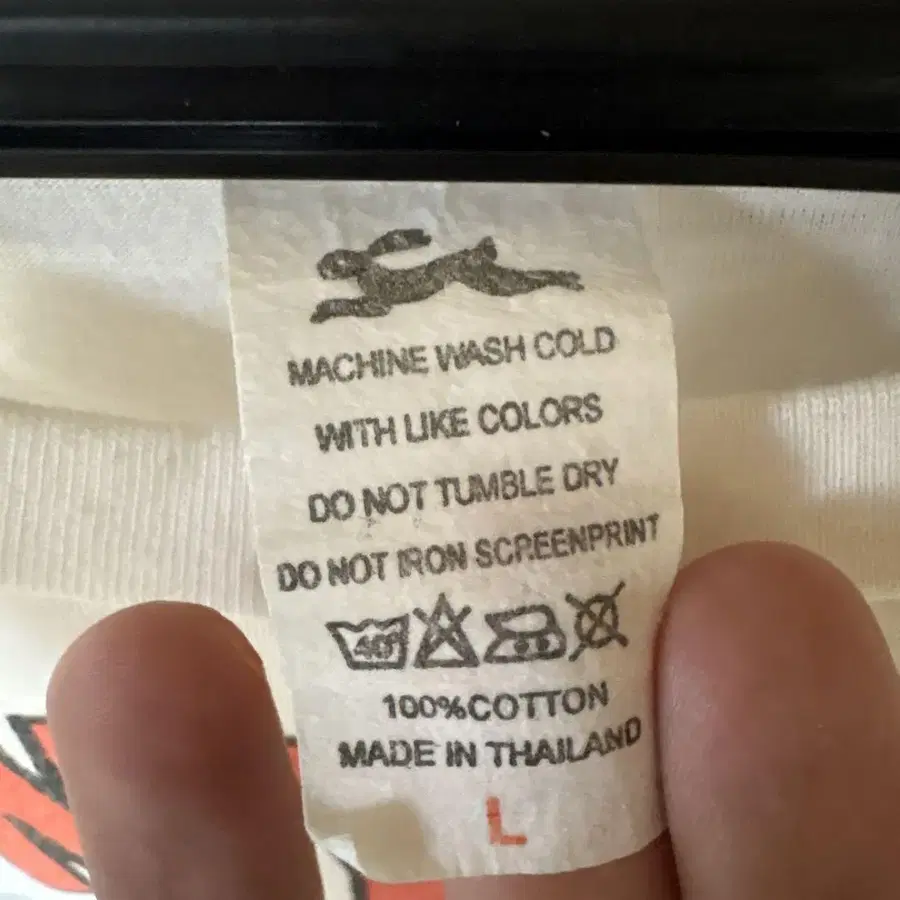 MACHINE WASH COLD
WITH LIKE COLORS
DO NOT TUMBLE DRY
DO NOT IRON SCREENPRINT
40°
100%COTTON
MADE IN THAILAND
L